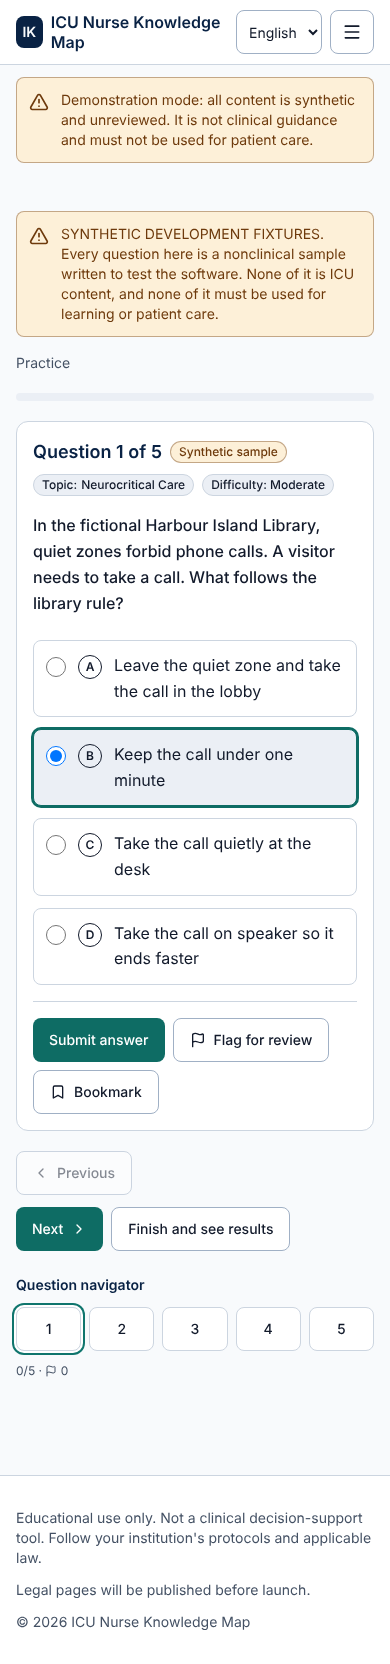 IK
ICU Nurse Knowledge
Map
English
Demonstration mode: all content is synthetic
and unreviewed. It is not clinical guidance
and must not be used for patient care.
SYNTHETIC DEVELOPMENT FIXTURES.
Every question here is a nonclinical sample
written to test the software. None of it is ICU
content, and none of it must be used for
learning or patient care.
Practice
Question 1 of 5
Synthetic sample
Topic: Neurocritical Care
Difficulty: Moderate
In the fictional Harbour Island Library,
quiet zones forbid phone calls. A visitor
needs to take a call. What follows the
library rule?
A
Leave the quiet zone and take
the call in the lobby
B
Keep the call under one
minute
C
Take the call quietly at the
desk
D
Take the call on speaker so it
ends faster
Submit answer
Flag for review
Bookmark
Previous
Next
Finish and see results
Question navigator
1
2
3
4
5
0/5 · 0
Educational use only. Not a clinical decision-support
tool. Follow your institution's protocols and applicable
law.
Legal pages will be published before launch.
© 2026 ICU Nurse Knowledge Map